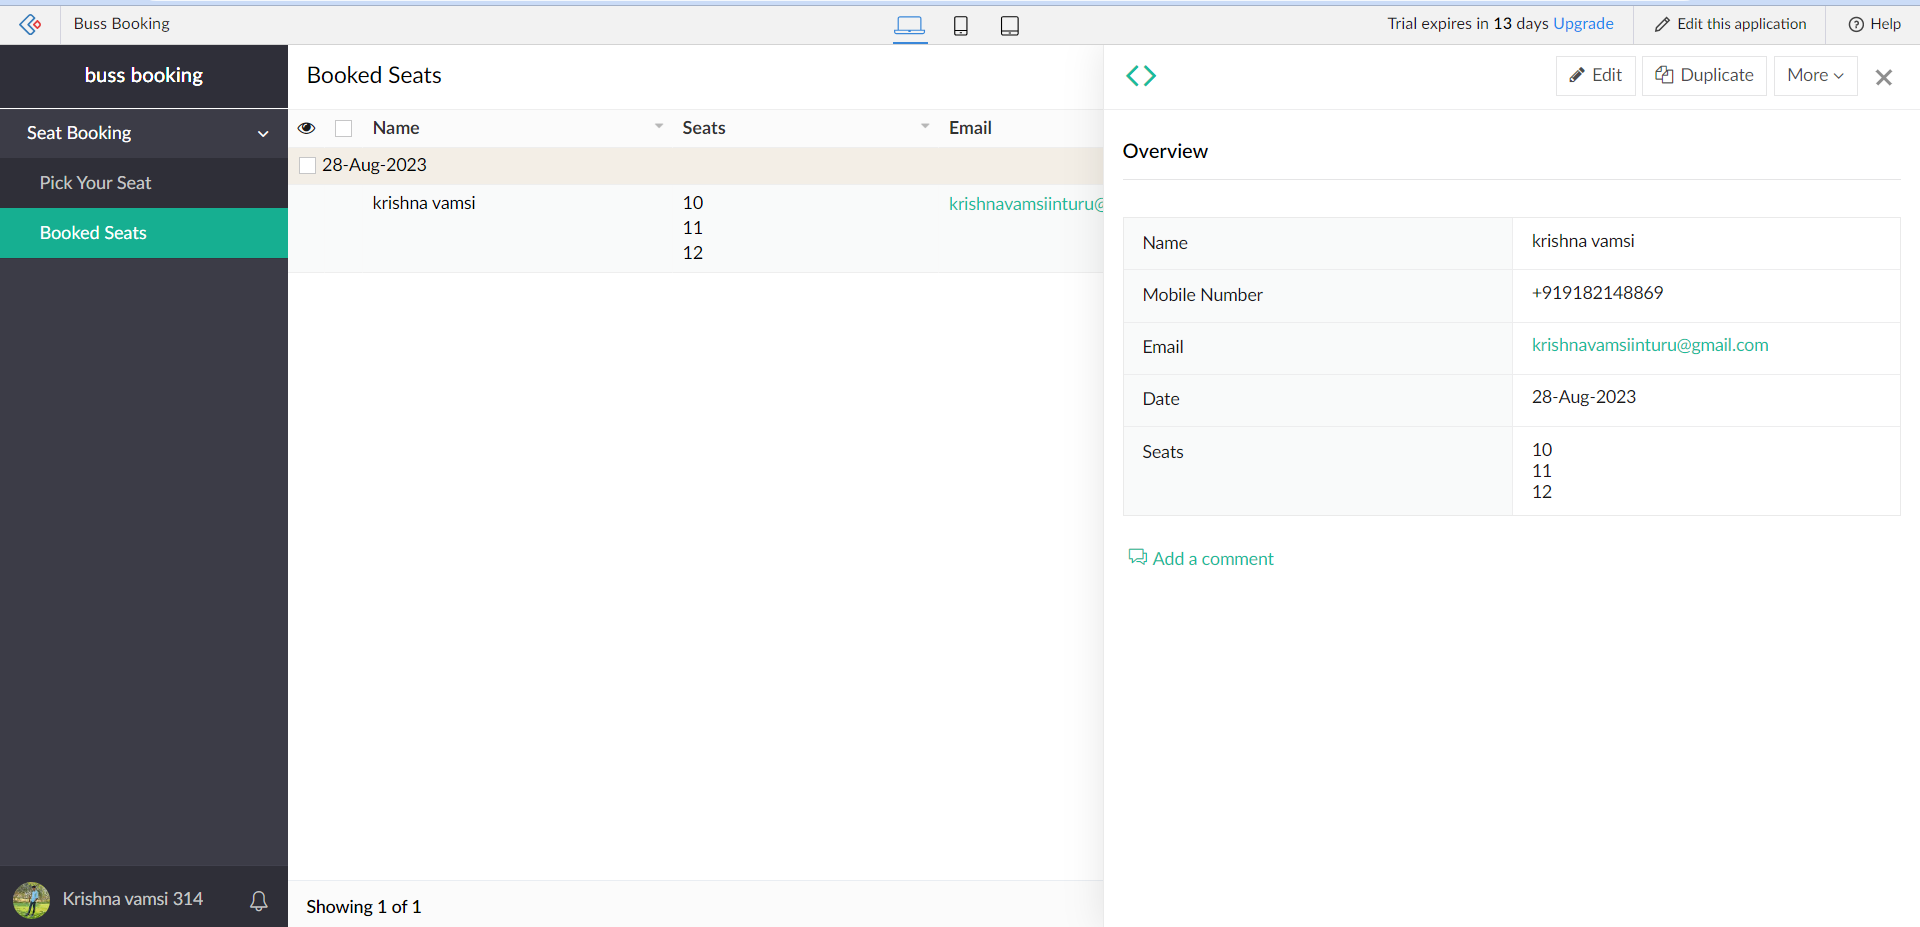 Buss Booking
Trial expires in 13 days Upgrade
Edit this application
Help
buss booking
Seat Booking
Pick Your Seat
Booked Seats
Krishna vamsi 314
Booked Seats
Name Seats Email
28-Aug-2023
krishna vamsi 10 krishnavamsiinturu@
11
12
Showing 1 of 1
Edit Duplicate More
Overview
Name krishna vamsi
Mobile Number +919182148869
Email krishnavamsiinturu@gmail.com
Date 28-Aug-2023
Seats 10
11
12
Add a comment